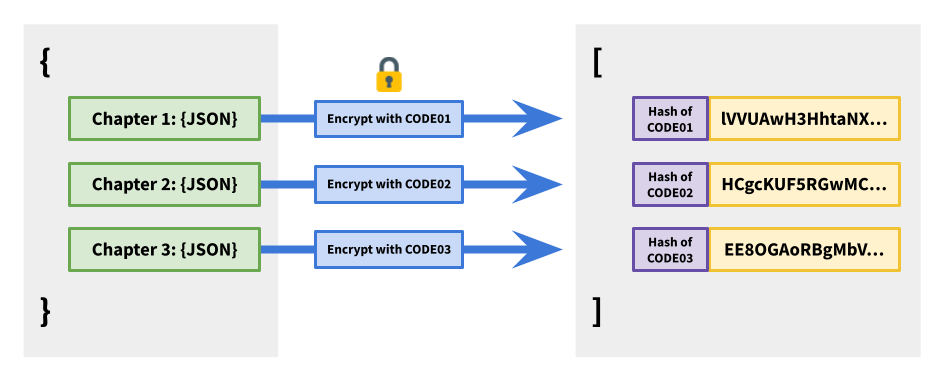 {
[
Chapter 1: {JSON}
Encrypt with CODE01
Hash of
CODE01
lVVUAwH3HhtaNX...
Chapter 2: {JSON}
Encrypt with CODE02
Hash of
CODE02
HCgcKUF5RGwMC...
Chapter 3: {JSON}
Encrypt with CODE03
Hash of
CODE03
EE8OGAoRBgMbV...
}
]